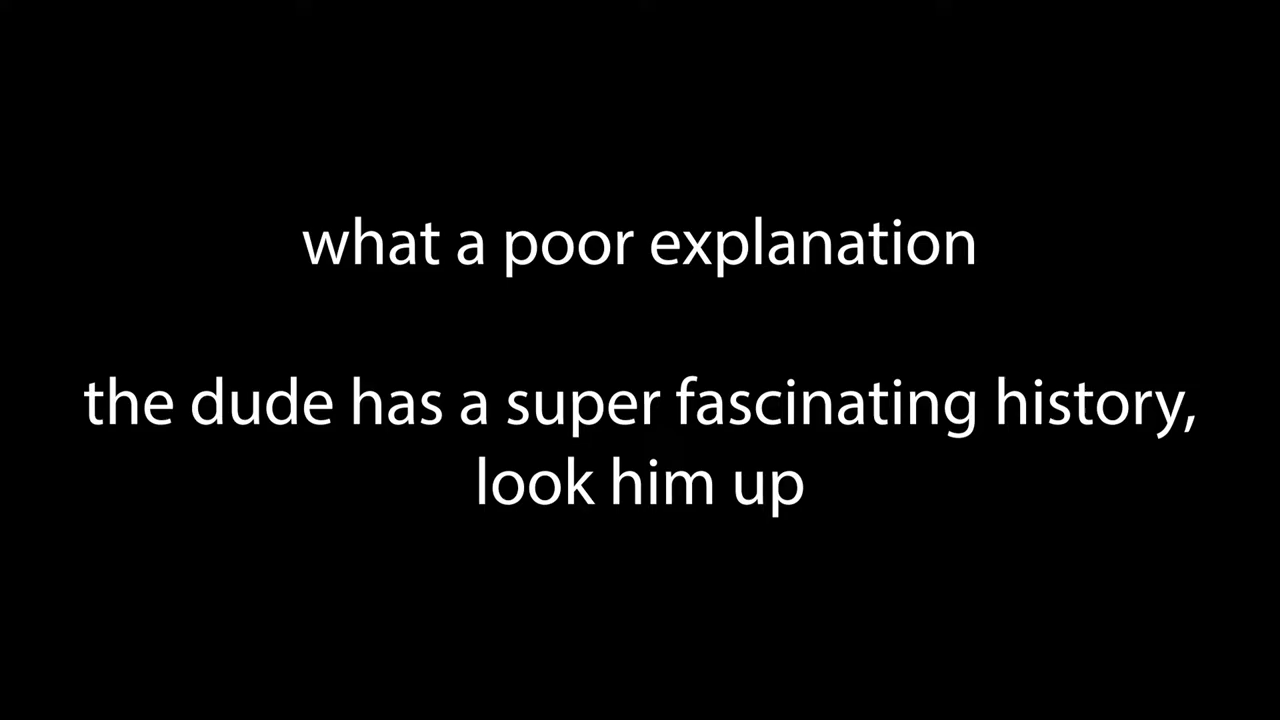 what a poor explanation
the dude has a super fascinating history,
look him up